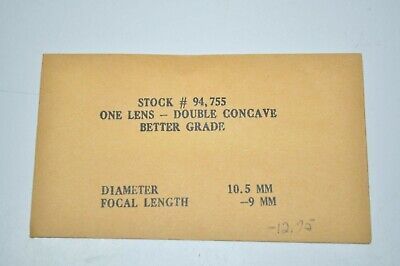 STOCK # 94,755
ONE LENS - DOUBLE CONCAVE
BETTER GRADE
DIAMETER 10.5 MM
FOCAL LENGTH -9 MM
-12.75